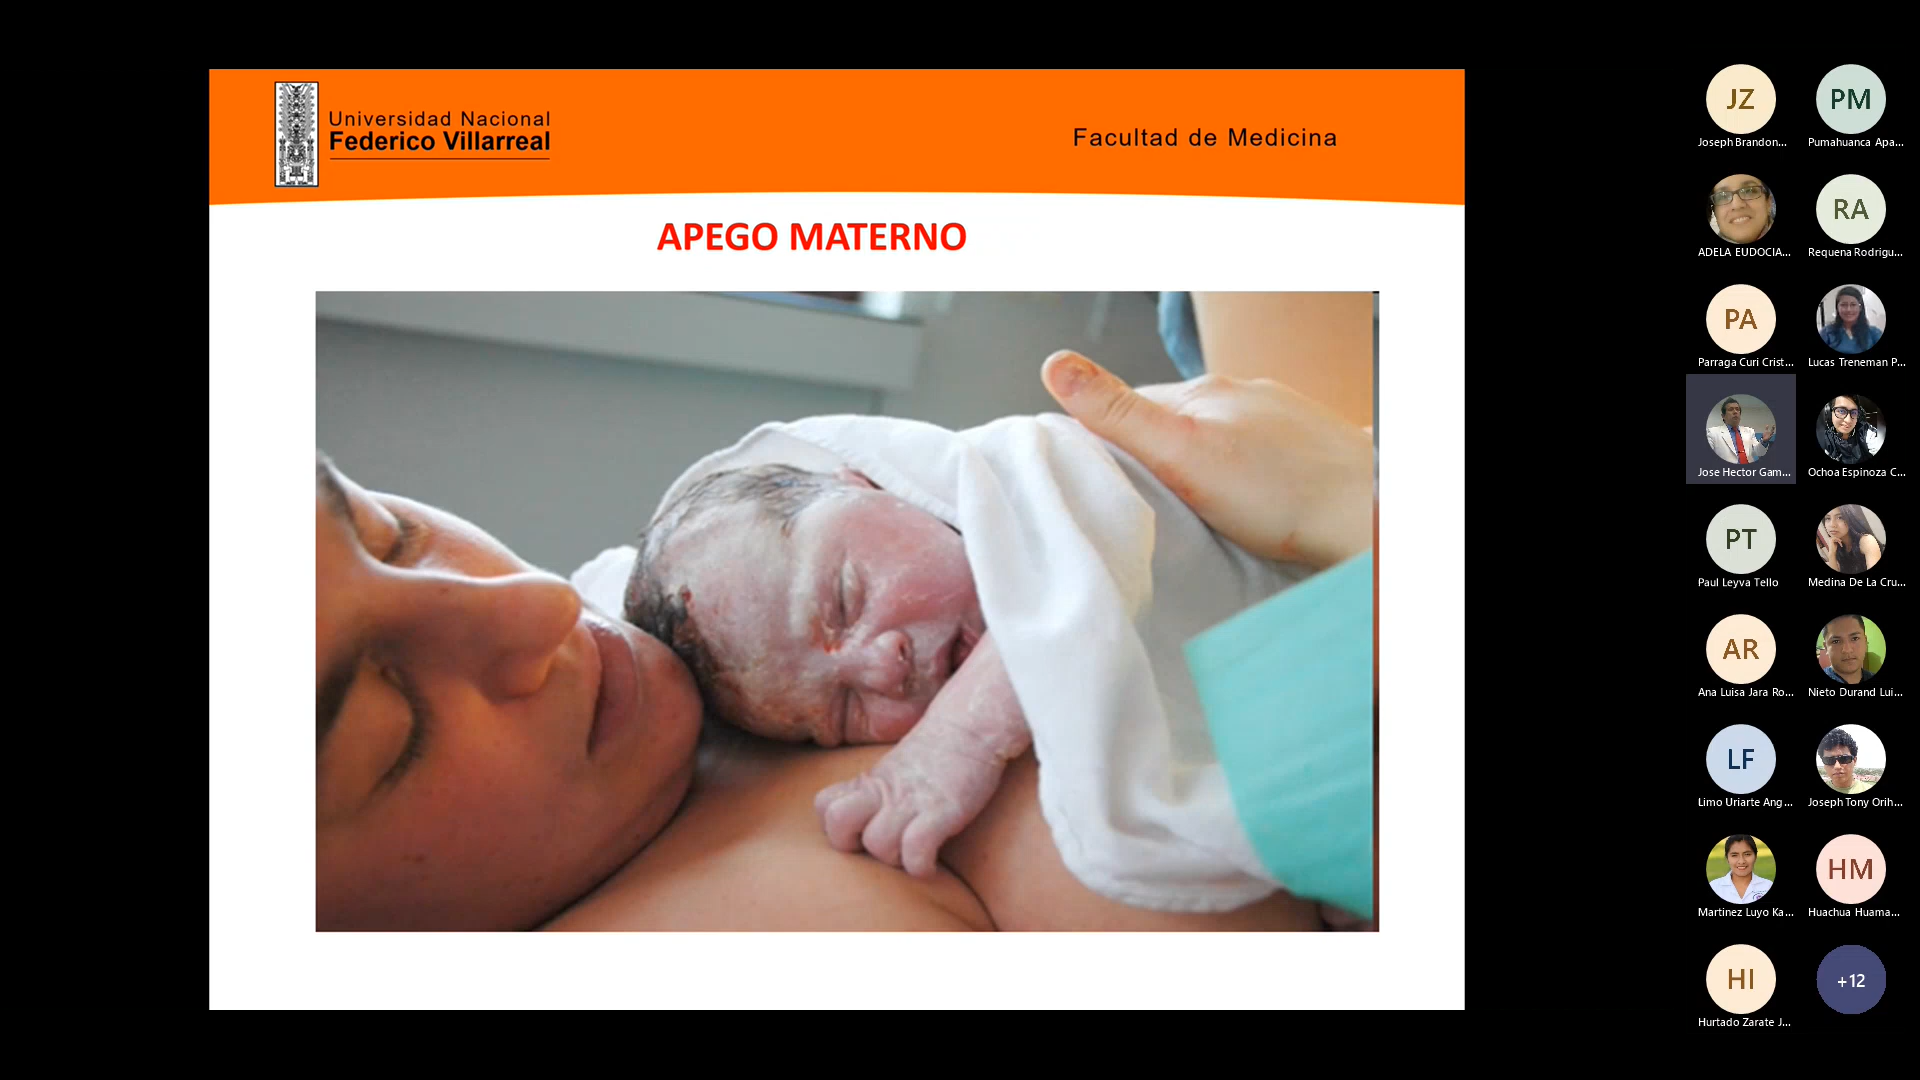 Universidad Nacional
Federico Villarreal
Facultad de Medicina
APEGO MATERNO
JZ
Joseph Brandon...
PM
Pumahuanca Apa...
ADELA EUDOCIA...
RA
Requena Rodrigu...
PA
Parraga Curi Crist...
Lucas Treneman P...
Jose Hector Gam...
Ochoa Espinoza C...
PT
Paul Leyva Tello
Medina De La Cru...
AR
Ana Luisa Jara Ro...
Nieto Durand Lui...
LF
Limo Uriarte Ang...
Joseph Tony Orih...
Martinez Luyo Ka...
HM
Huachua Huama...
HI
Hurtado Zarate J...
+12